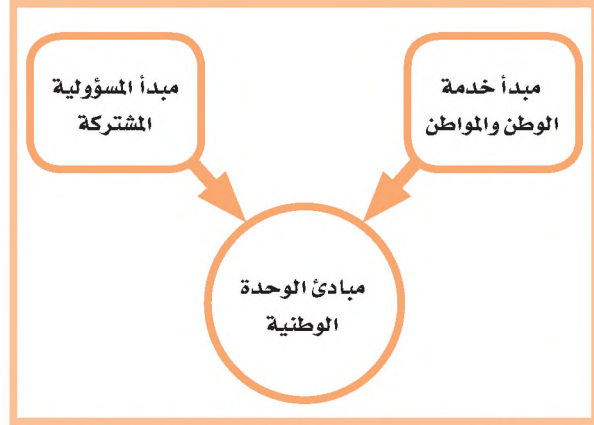 مبدأ خدمة
الوطن والمواطن
مبدأ المسؤولية
المشتركة
مبادئ الوحدة
الوطنية